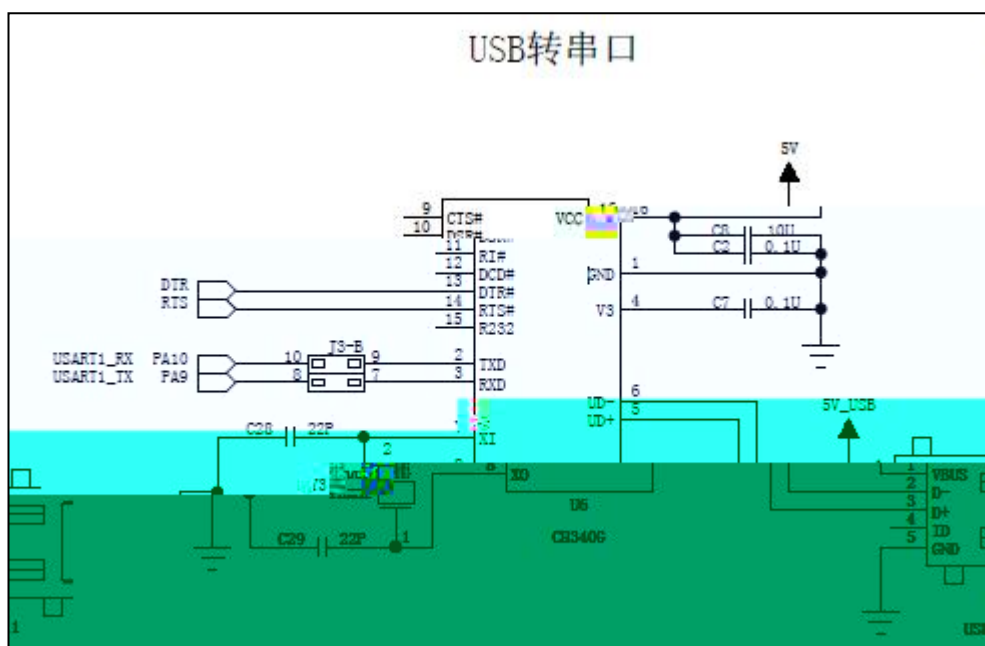 USB转串口
5V
9 CTS# VCC
10 DSR#
C8 10U
11 RI# C2 0.1U
12 DCD# GND 1
DTR 13 DTR#
RTS 14 RTS# V3 4 C7 0.1U
15 R232
J3-B
USART1_RX PA10 10 9 2 TXD
USART1_TX PA9 8 7 3 RXD
UD- 6
UD+ 5
5V_USB
C28 22P XI
2
8 XO
1 VBUS
2 D-
U6
3 D+
C29 22P 1 CH340G
4 ID
5 GND
1